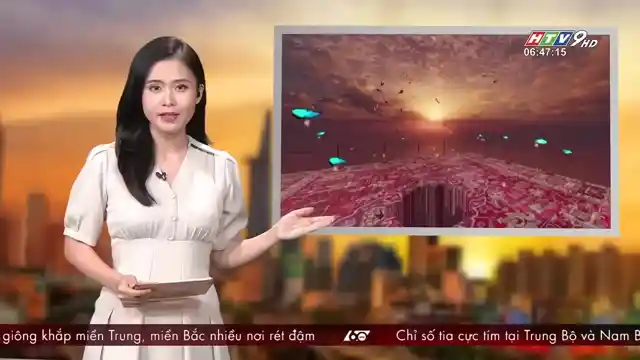 HTV9 HD
06:47:15
giông khắp miền Trung, miền Bắc nhiều nơi rét đậm
60
Chỉ số tia cực tím tại Trung Bộ và Nam B